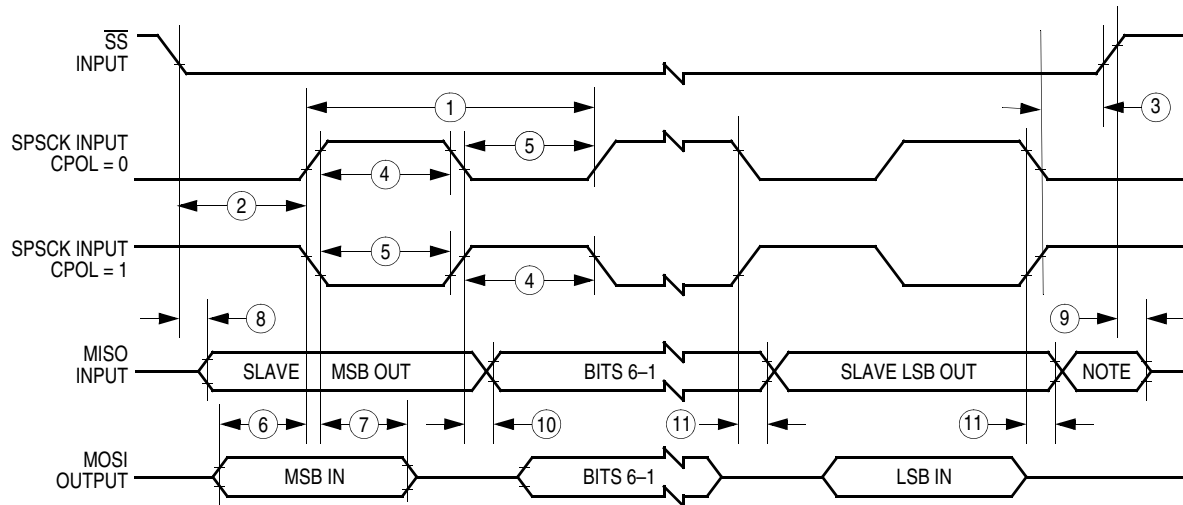 SS
INPUT
1
3
SPSCK INPUT
CPOL = 0
5
4
2
SPSCK INPUT
CPOL = 1
5
4
8
9
MISO
INPUT
SLAVE MSB OUT
BITS 6–1
SLAVE LSB OUT
NOTE
6
7
10
11
11
MOSI
OUTPUT
MSB IN
BITS 6–1
LSB IN